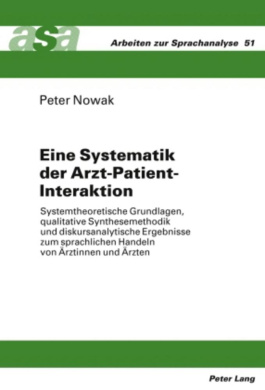 asa
Arbeiten zur Sprachanalyse 51
Peter Nowak
Eine Systematik
der Arzt-Patient-
Interaktion
Systemtheoretische Grundlagen,
qualitative Synthesemethodik
und diskursanalytische Ergebnisse
zum sprachlichen Handeln
von Ärztinnen und Ärzten
Peter Lang